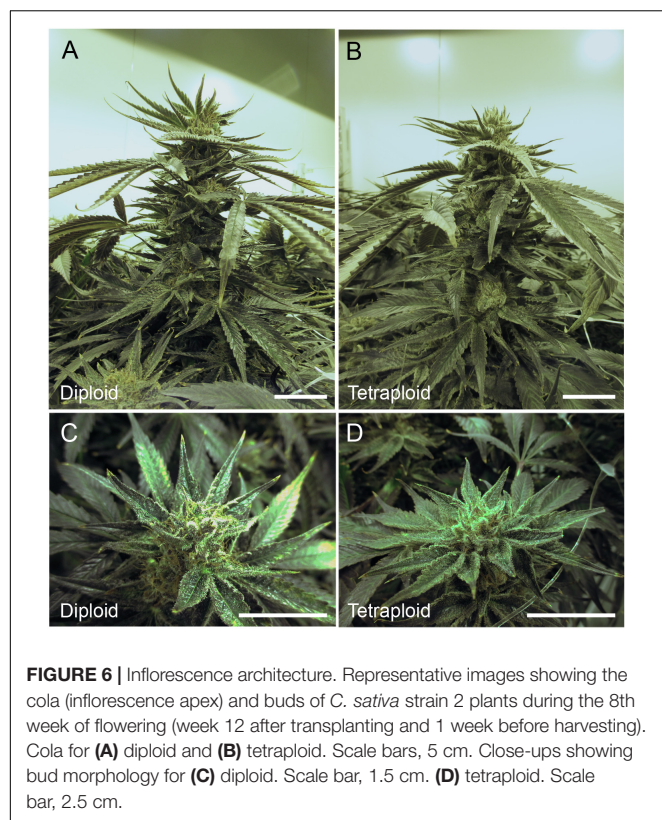 A
B
Diploid
Tetraploid
C
D
Diploid
Tetraploid
FIGURE 6 | Inflorescence architecture. Representative images showing the
cola (inflorescence apex) and buds of C. sativa strain 2 plants during the 8th
week of flowering (week 12 after transplanting and 1 week before harvesting).
Cola for (A) diploid and (B) tetraploid. Scale bars, 5 cm. Close-ups showing
bud morphology for (C) diploid. Scale bar, 1.5 cm. (D) tetraploid. Scale
bar, 2.5 cm.